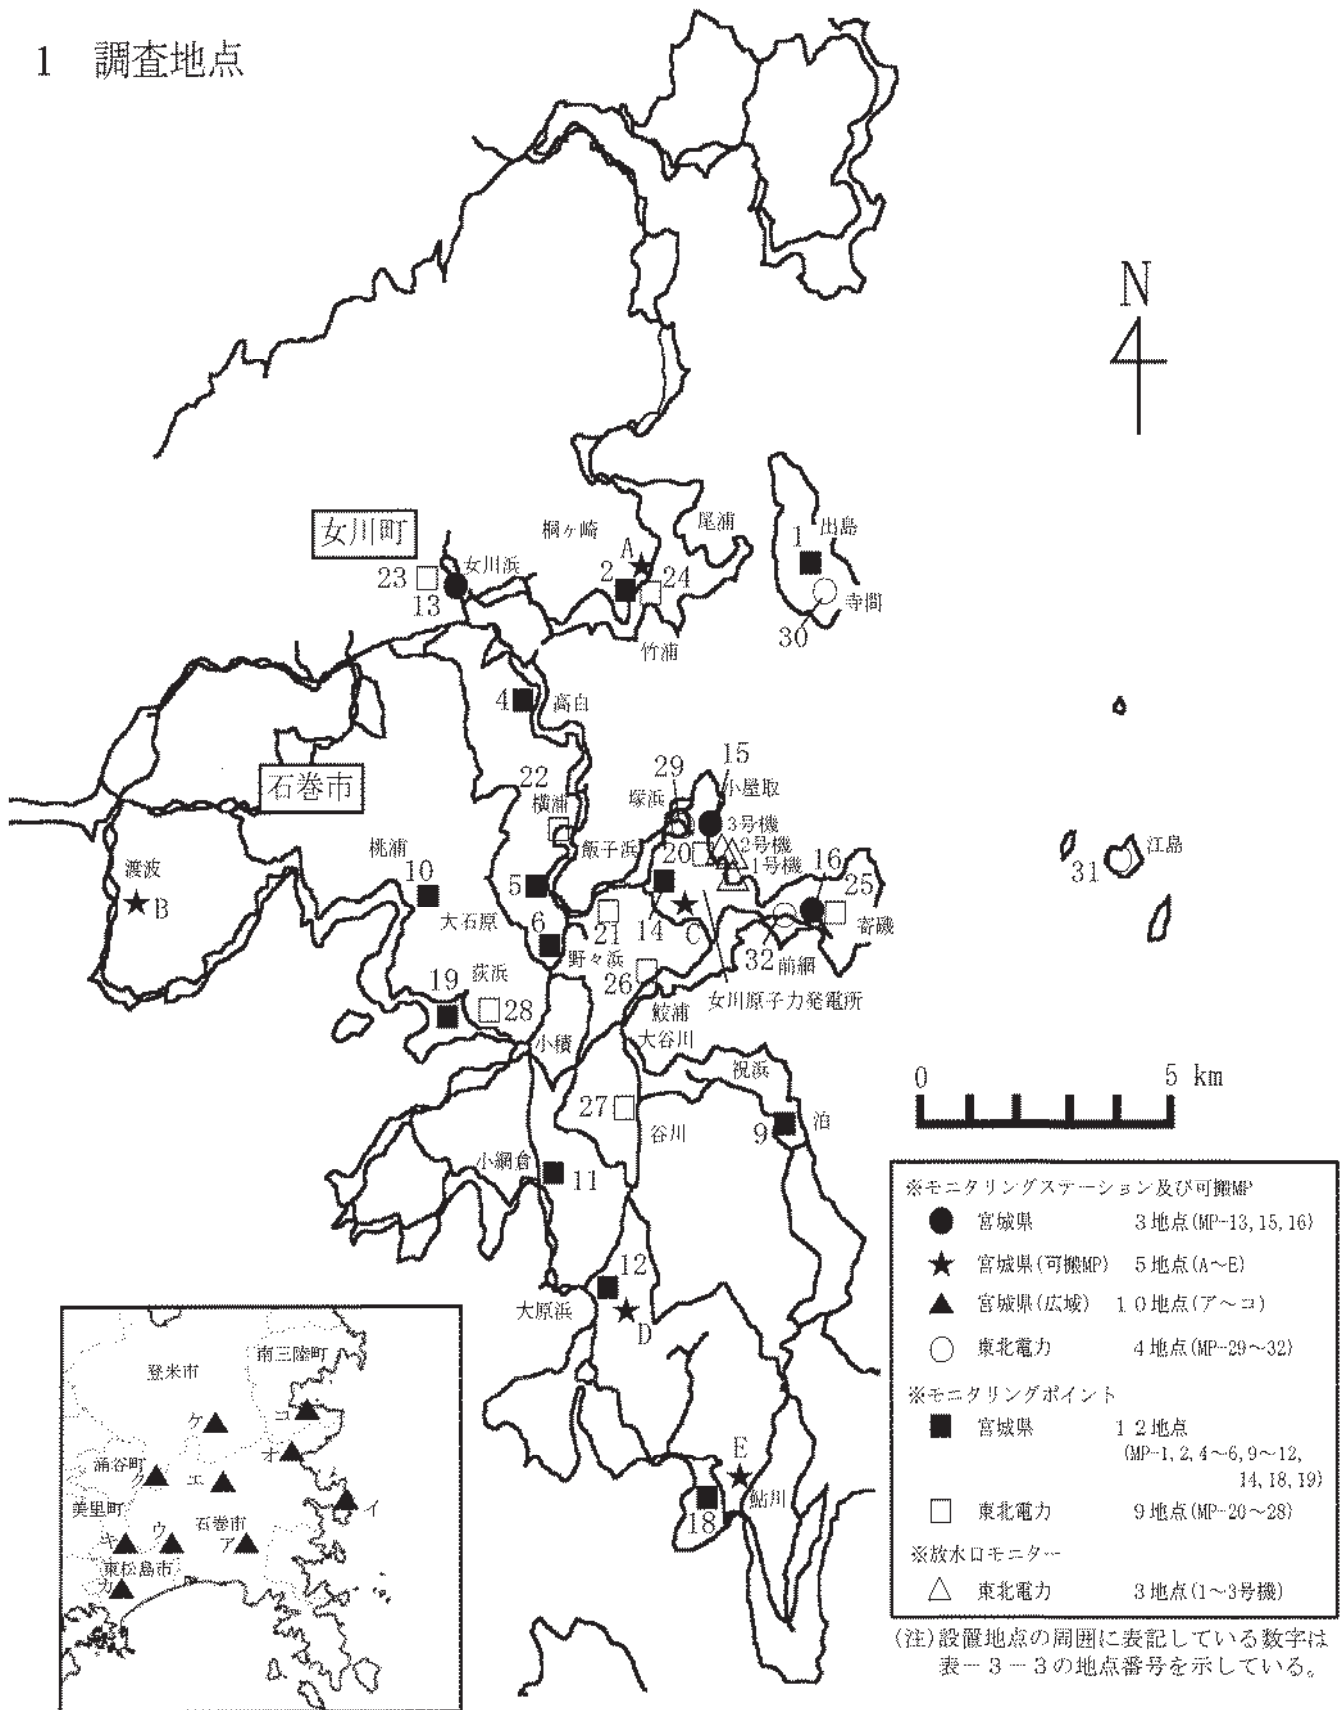 1 調査地点
N
女川町
女川浜
23
13
桐ヶ崎
A
2
24
尾浦
竹浦
1
出島
寺間
30
4
高白
石巻市
渡波
B
桃浦
10
大石原
22
横浦
5
6
飯子浜
野々浜
21
29
塚浜
15
小屋取
3号機
2号機
1号機
20
14
C
16
25
寄磯
32
前網
26
鮫浦
女川原子力発電所
31
江島
19
荻浜
28
小積
大谷川
祝浜
27
谷川
9
泊
小網倉
11
12
大原浜
D
E
18
鮎川
0 5 km
登米市
南三陸町
ケ
コ
オ
涌谷町
ク
エ
イ
美里町
キ
ウ
石巻市
ア
東松島市
カ
※モニタリングステーション及び可搬MP
宮城県 3地点(MP-13,15,16)
宮城県(可搬MP) 5地点(A～E)
宮城県(広域) 10地点(ア～コ)
東北電力 4地点(MP-29～32)
※モニタリングポイント
宮城県 12地点
(MP-1,2,4～6,9～12,
14,18,19)
東北電力 9地点(MP-20～28)
※放水口モニター
東北電力 3地点(1～3号機)
(注)設置地点の周囲に表記している数字は
表－3－3の地点番号を示している。